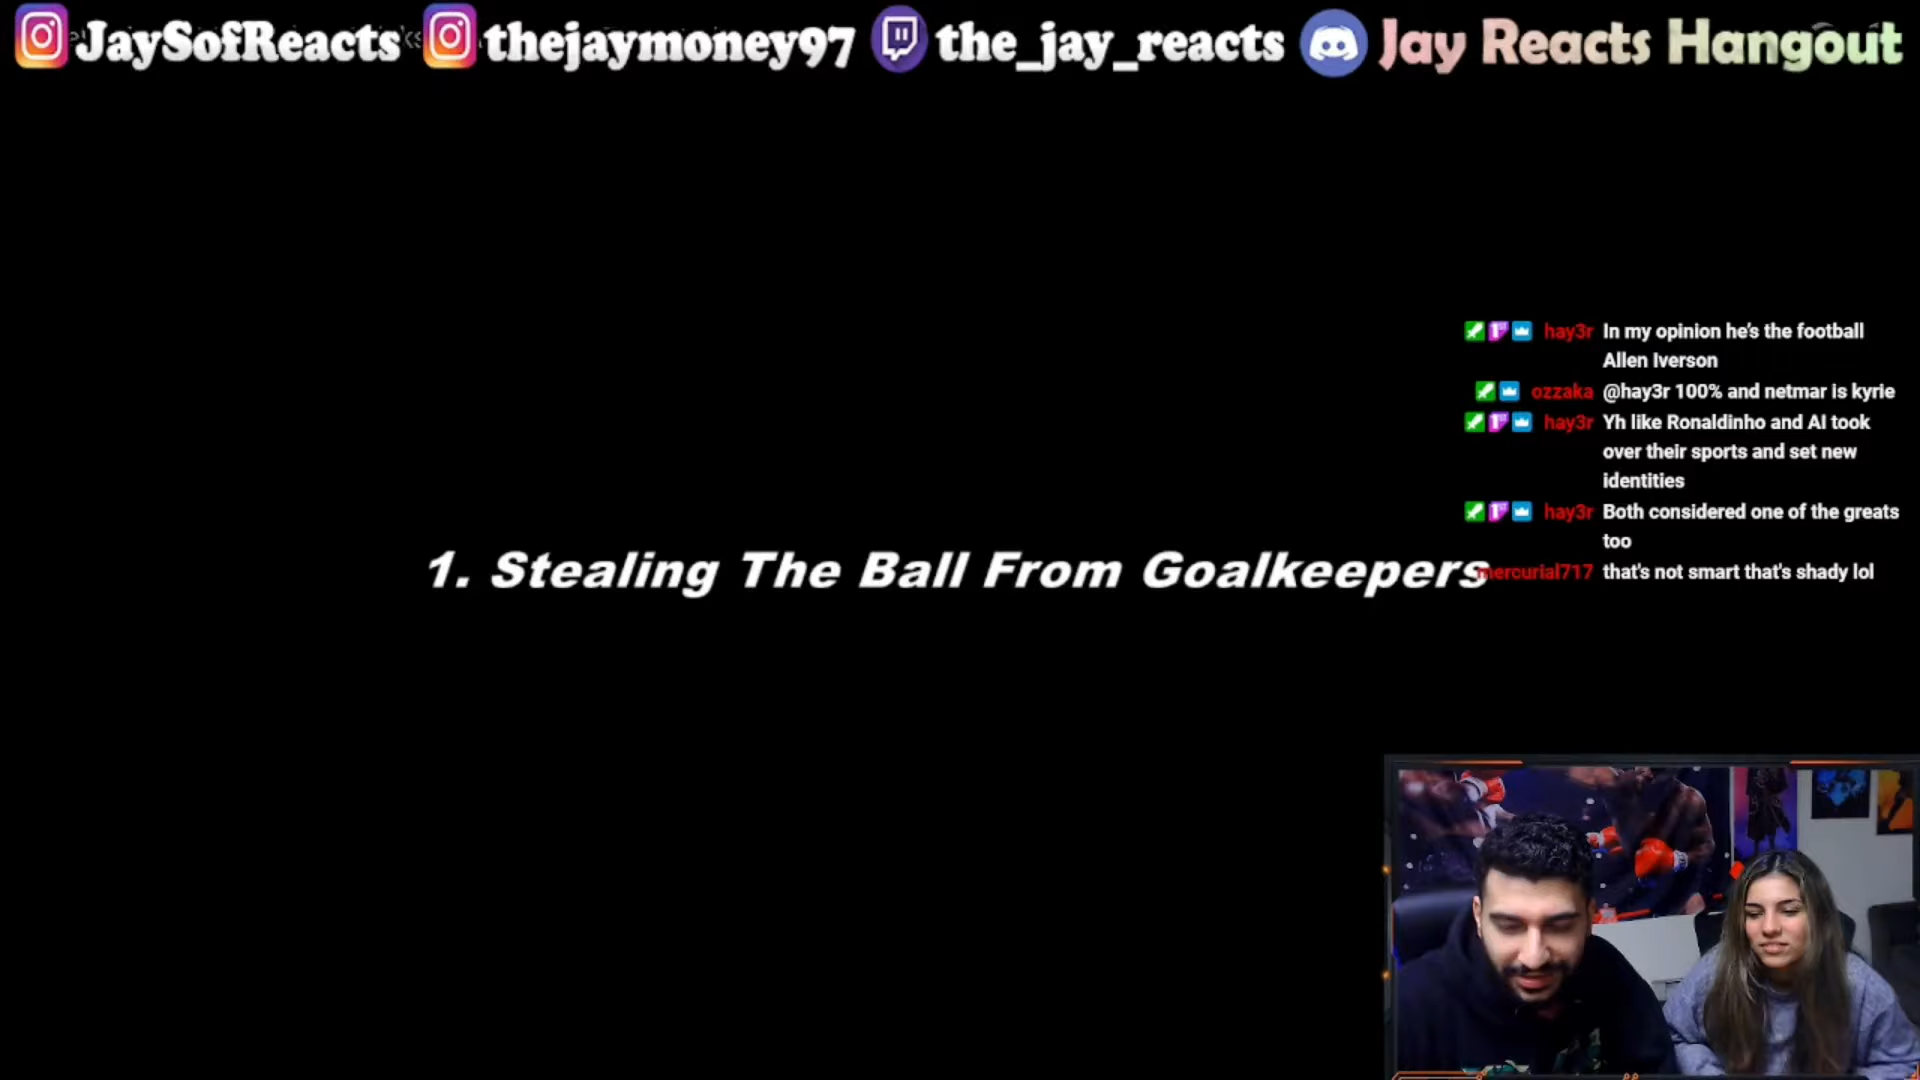 JaySofReacts thejaymoney97 the_jay_reacts Jay Reacts Hangout
hay3r In my opinion he's the football
Allen Iverson
ozzaka @hay3r 100% and netmar is kyrie
hay3r Yh like Ronaldinho and AI took
over their sports and set new
identities
hay3r Both considered one of the greats
too
1. Stealing The Ball From Goalkeepers
mercurial717 that's not smart that's shady lol